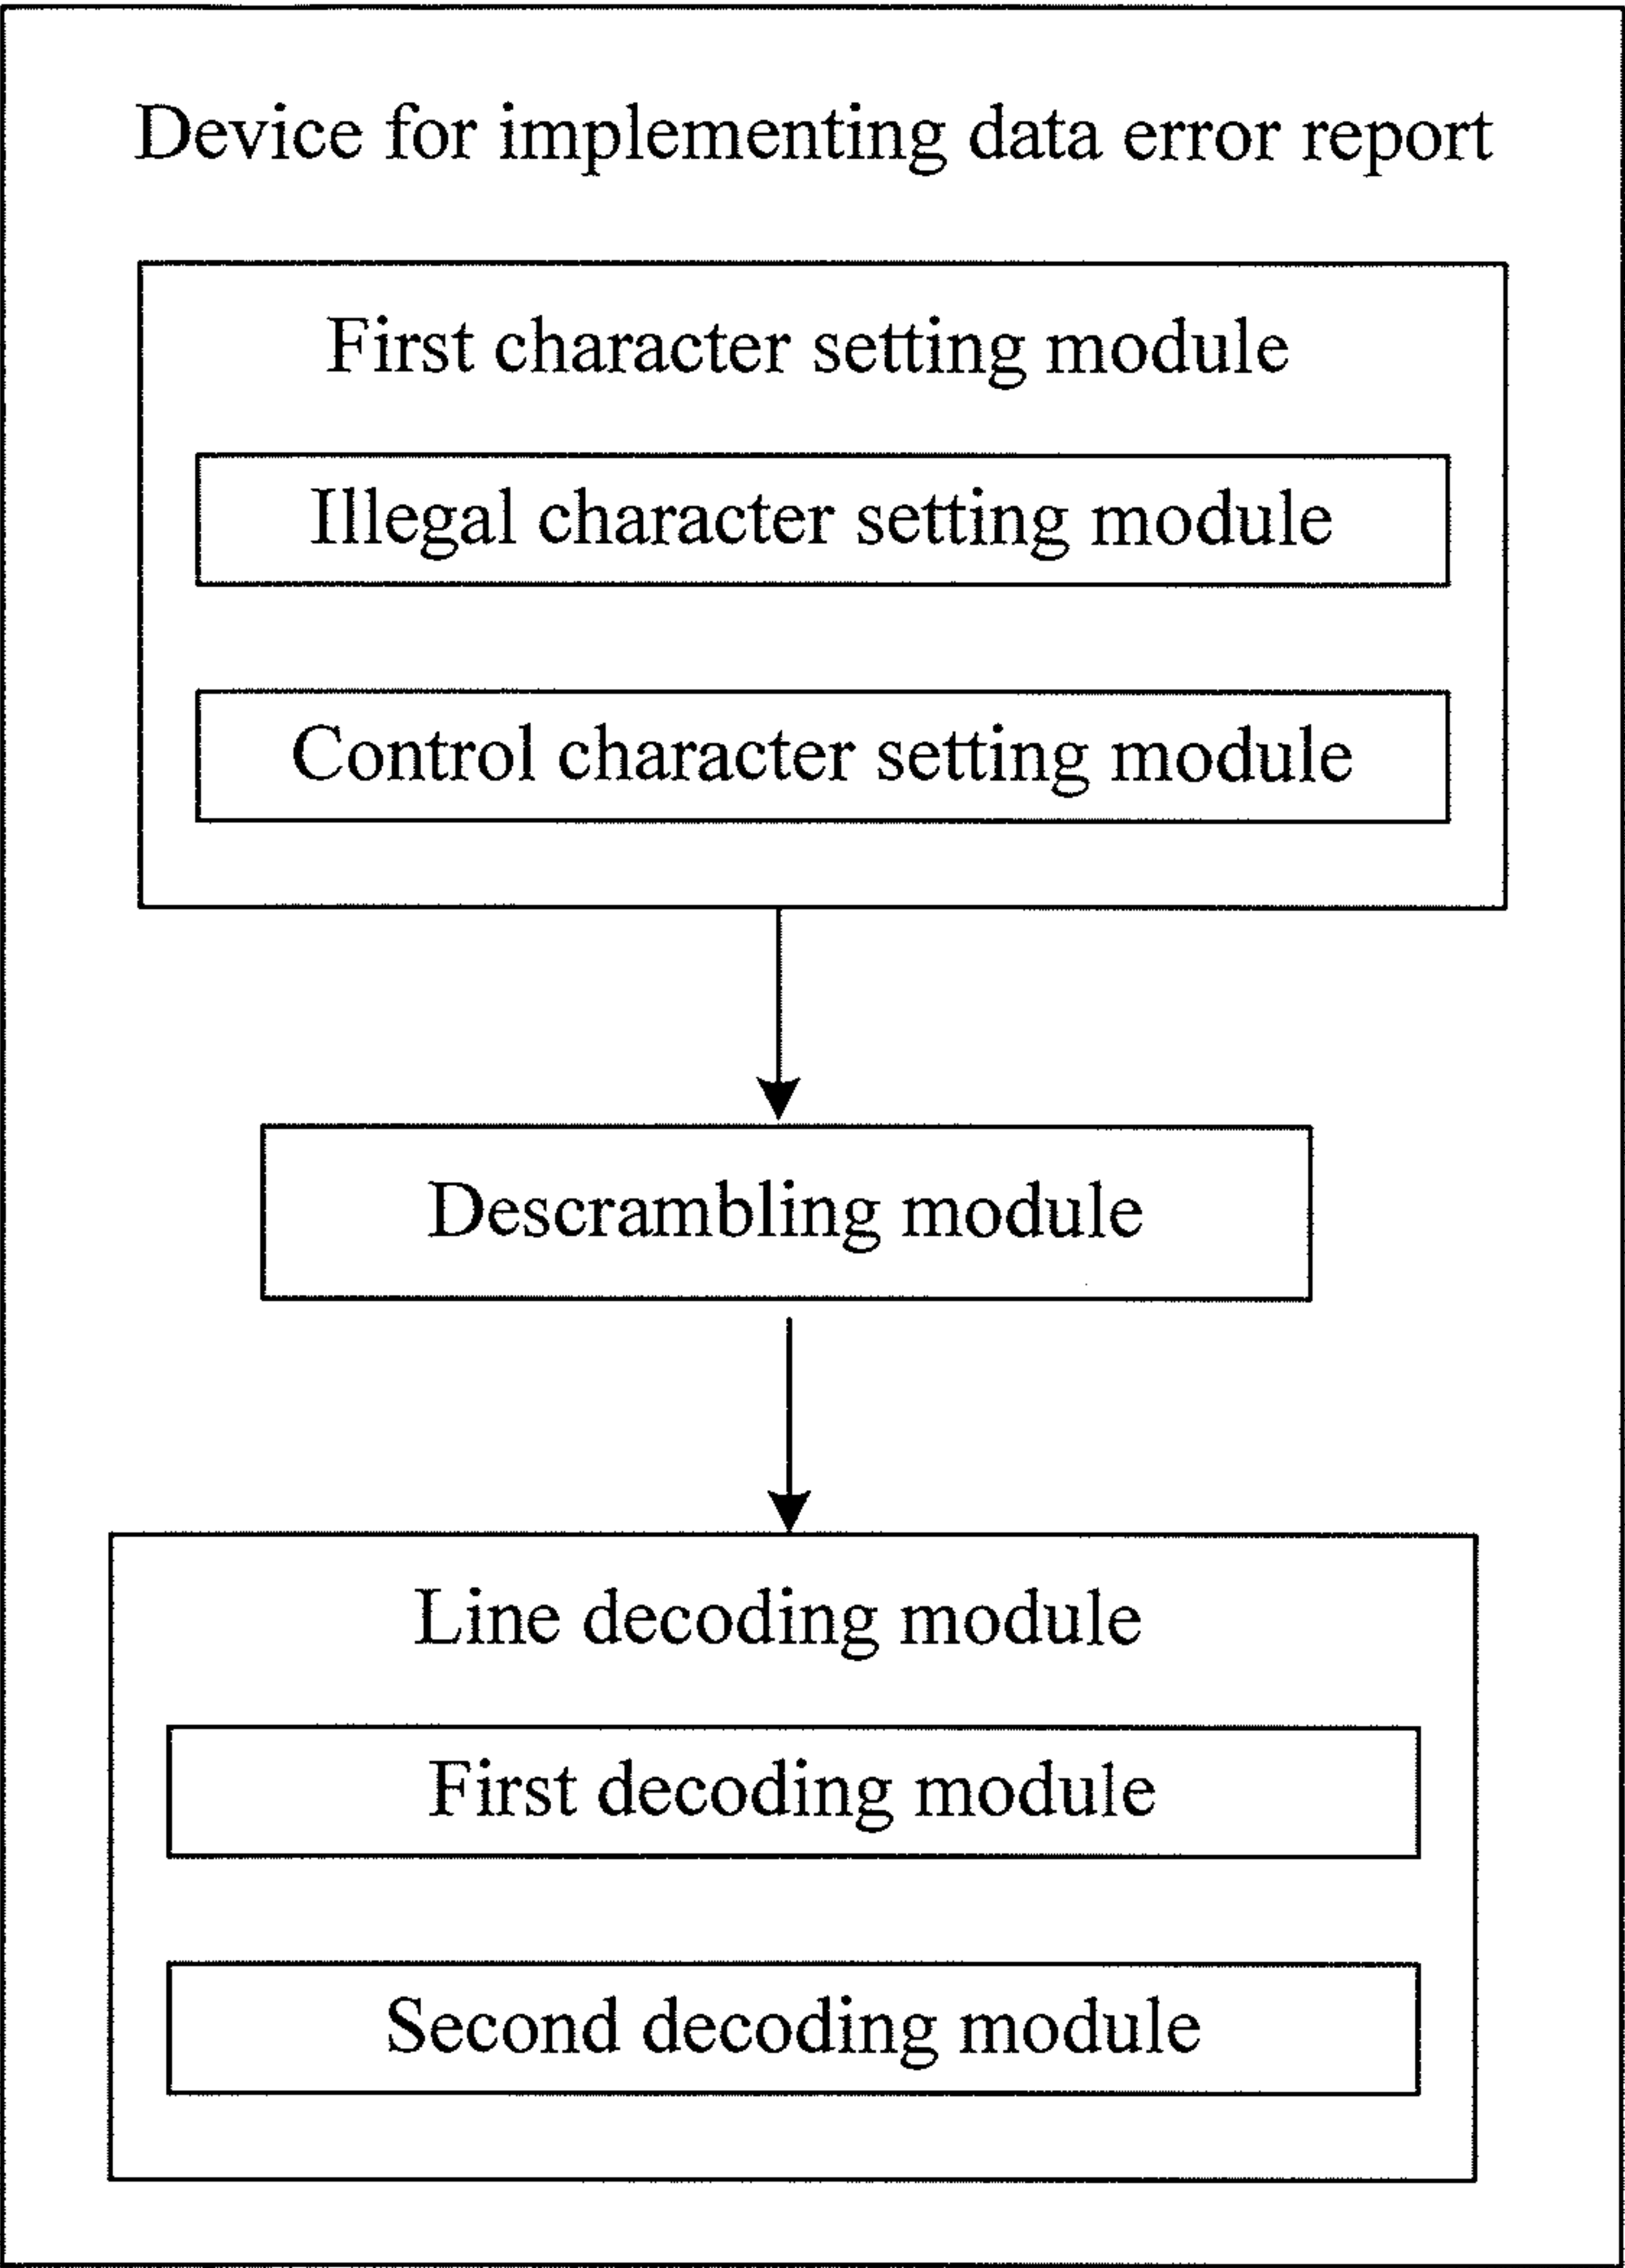 Device for implementing data error report
First character setting module
Illegal character setting module
Control character setting module
Descrambling module
Line decoding module
First decoding module
Second decoding module